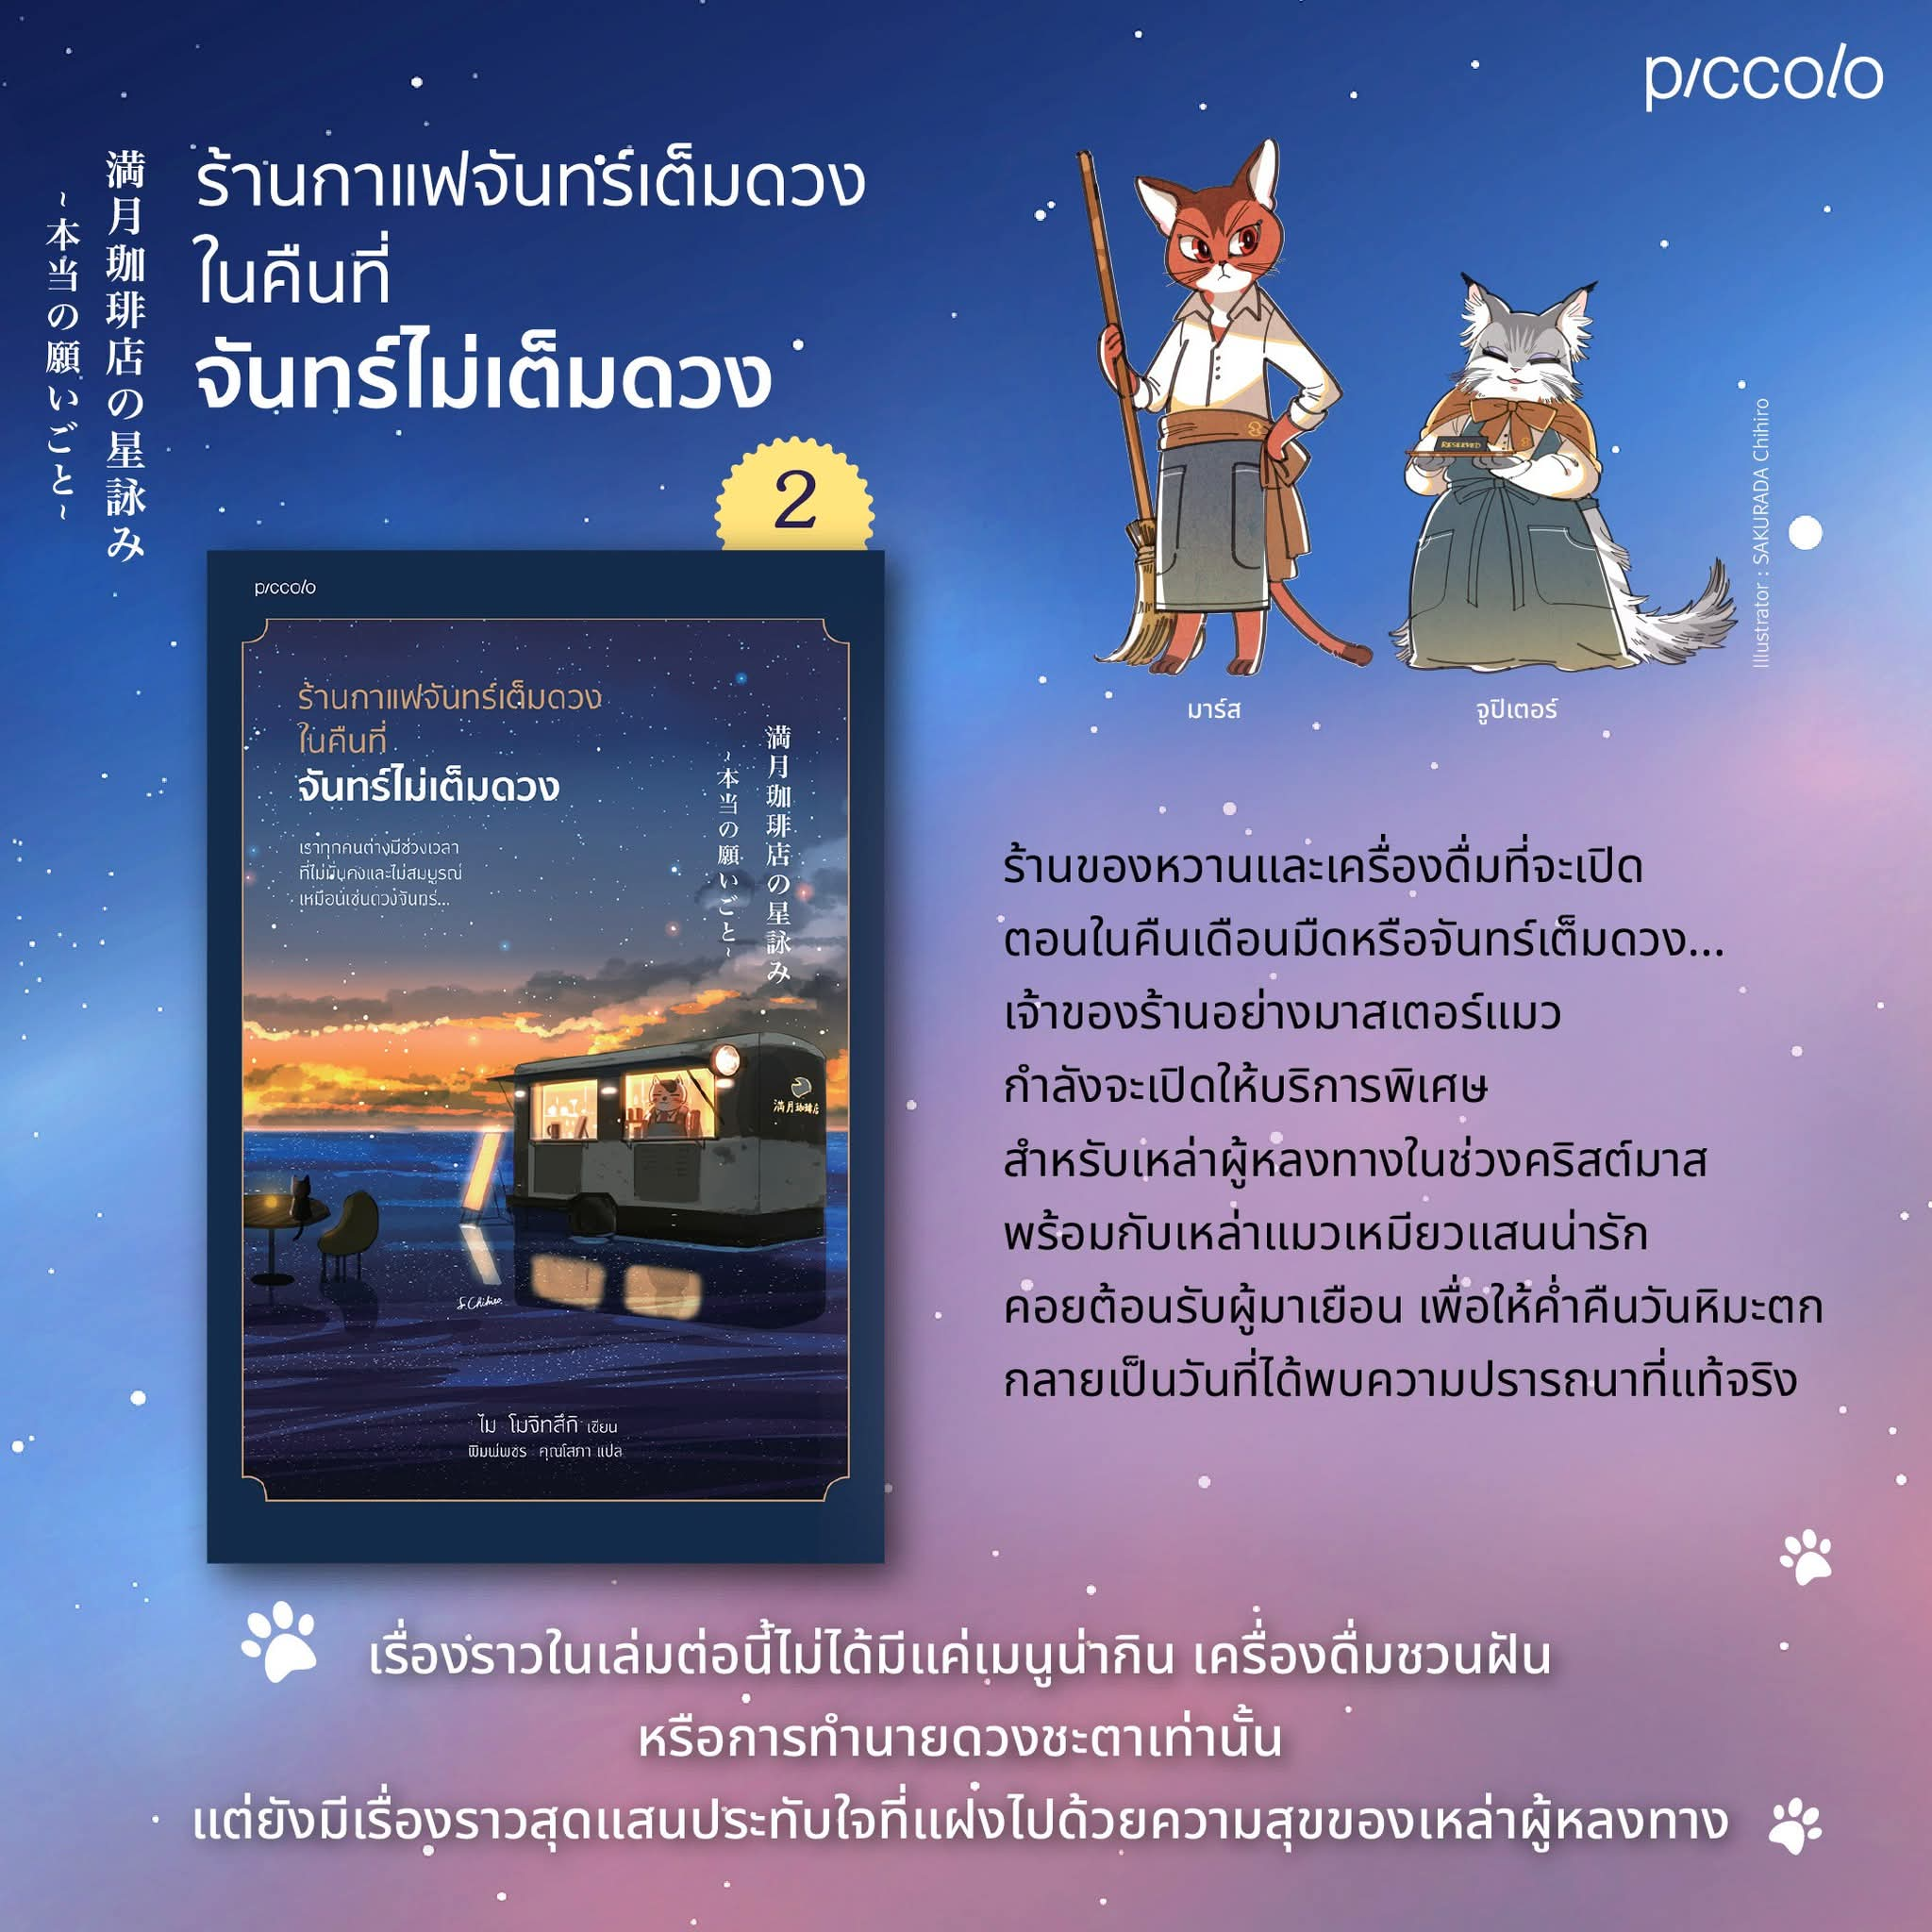 piccolo
満月珈琲店の星詠み
~本当の願いごと~
ร้านกาแฟจันทร์เต็มดวง
ในคืนที่
จันทร์ไม่เต็มดวง
2
RESERVED
Illustrator : SAKURADA Chihiro
มาร์ส
จูปิเตอร์
piccolo
ร้านกาแฟจันทร์เต็มดวง
ในคืนที่
จันทร์ไม่เต็มดวง
満月珈琲店の星詠み
~本当の願いごと~
เราทุกคนต่างมีช่วงเวลา
ที่ไม่มั่นคงและไม่สมบูรณ์
เหมือนเช่นดวงจันทร์...
満月珈琲店
S.Chihiro.
ไม โมจิทสึกิ เขียน
พิมพ์พชร คุณโสภา แปล
ร้านของหวานและเครื่องดื่มที่จะเปิด
ตอนในคืนเดือนมืดหรือจันทร์เต็มดวง...
เจ้าของร้านอย่างมาสเตอร์แมว
กำลังจะเปิดให้บริการพิเศษ
สำหรับเหล่าผู้หลงทางในช่วงคริสต์มาส
พร้อมกับเหล่าแมวเหมียวแสนน่ารัก
คอยต้อนรับผู้มาเยือน เพื่อให้ค่ำคืนวันหิมะตก
กลายเป็นวันที่ได้พบความปรารถนาที่แท้จริง
เรื่องราวในเล่มต่อนี้ไม่ได้มีแค่เมนูน่ากิน เครื่องดื่มชวนฝัน
หรือการทำนายดวงชะตาเท่านั้น
แต่ยังมีเรื่องราวสุดแสนประทับใจที่แฝงไปด้วยความสุขของเหล่าผู้หลงทาง